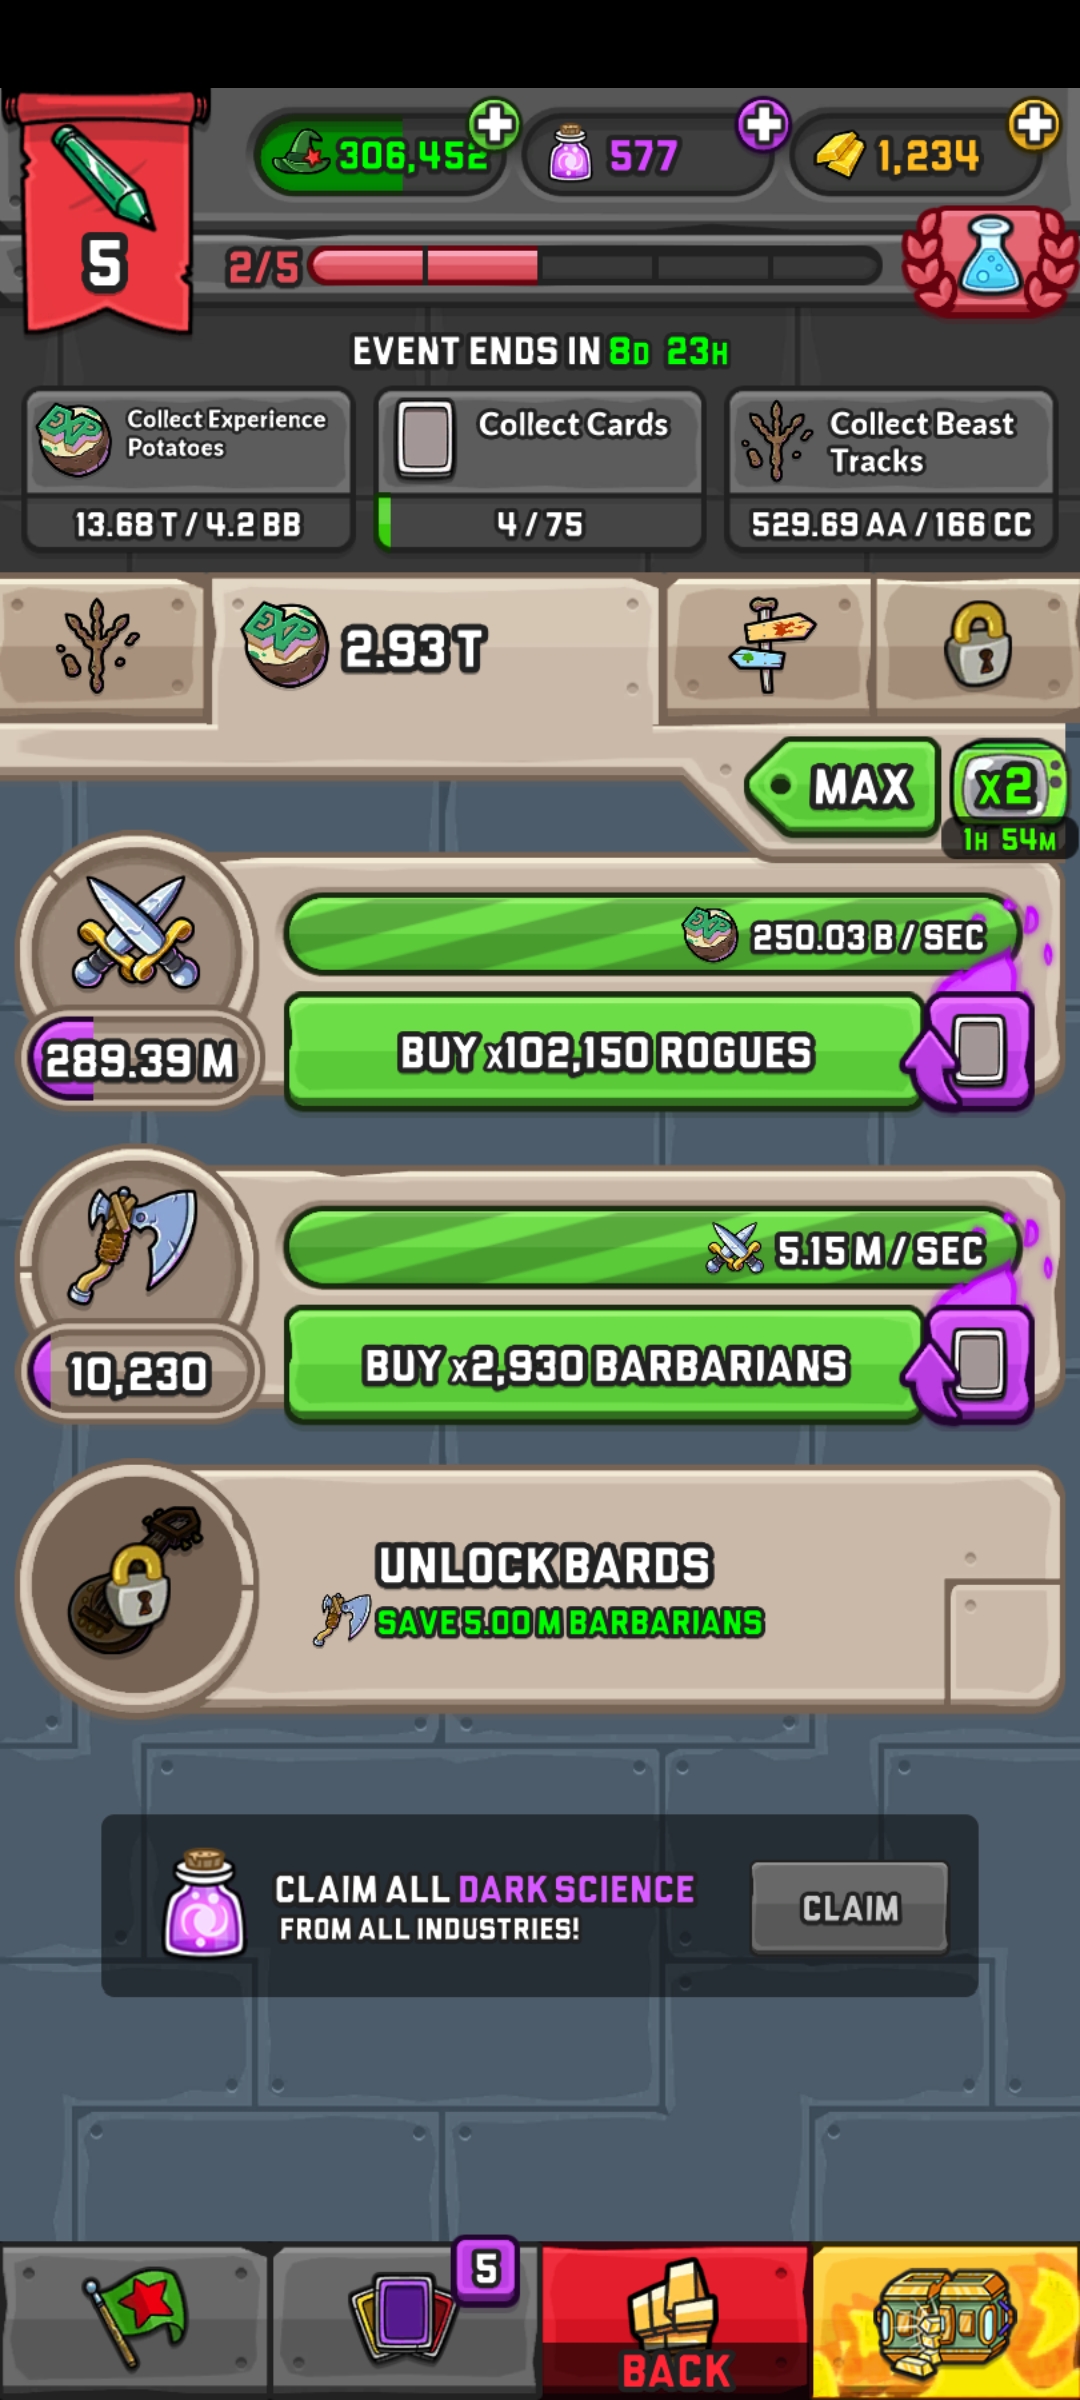 306,452
577
1,234
5
2/5
EVENT ENDS IN 8D 23H
EXP
Collect Experience
Potatoes
13.68 T / 4.2 BB
Collect Cards
4 / 75
Collect Beast
Tracks
529.69 AA / 166 CC
EXP
2.93 T
MAX
x2
1H 54M
EXP
250.03 B / SEC
289.39 M
BUY x102,150 ROGUES
5.15 M / SEC
10,230
BUY x2,930 BARBARIANS
UNLOCK BARDS
SAVE 5.00 M BARBARIANS
CLAIM ALL DARK SCIENCE
FROM ALL INDUSTRIES!
CLAIM
5
BACK